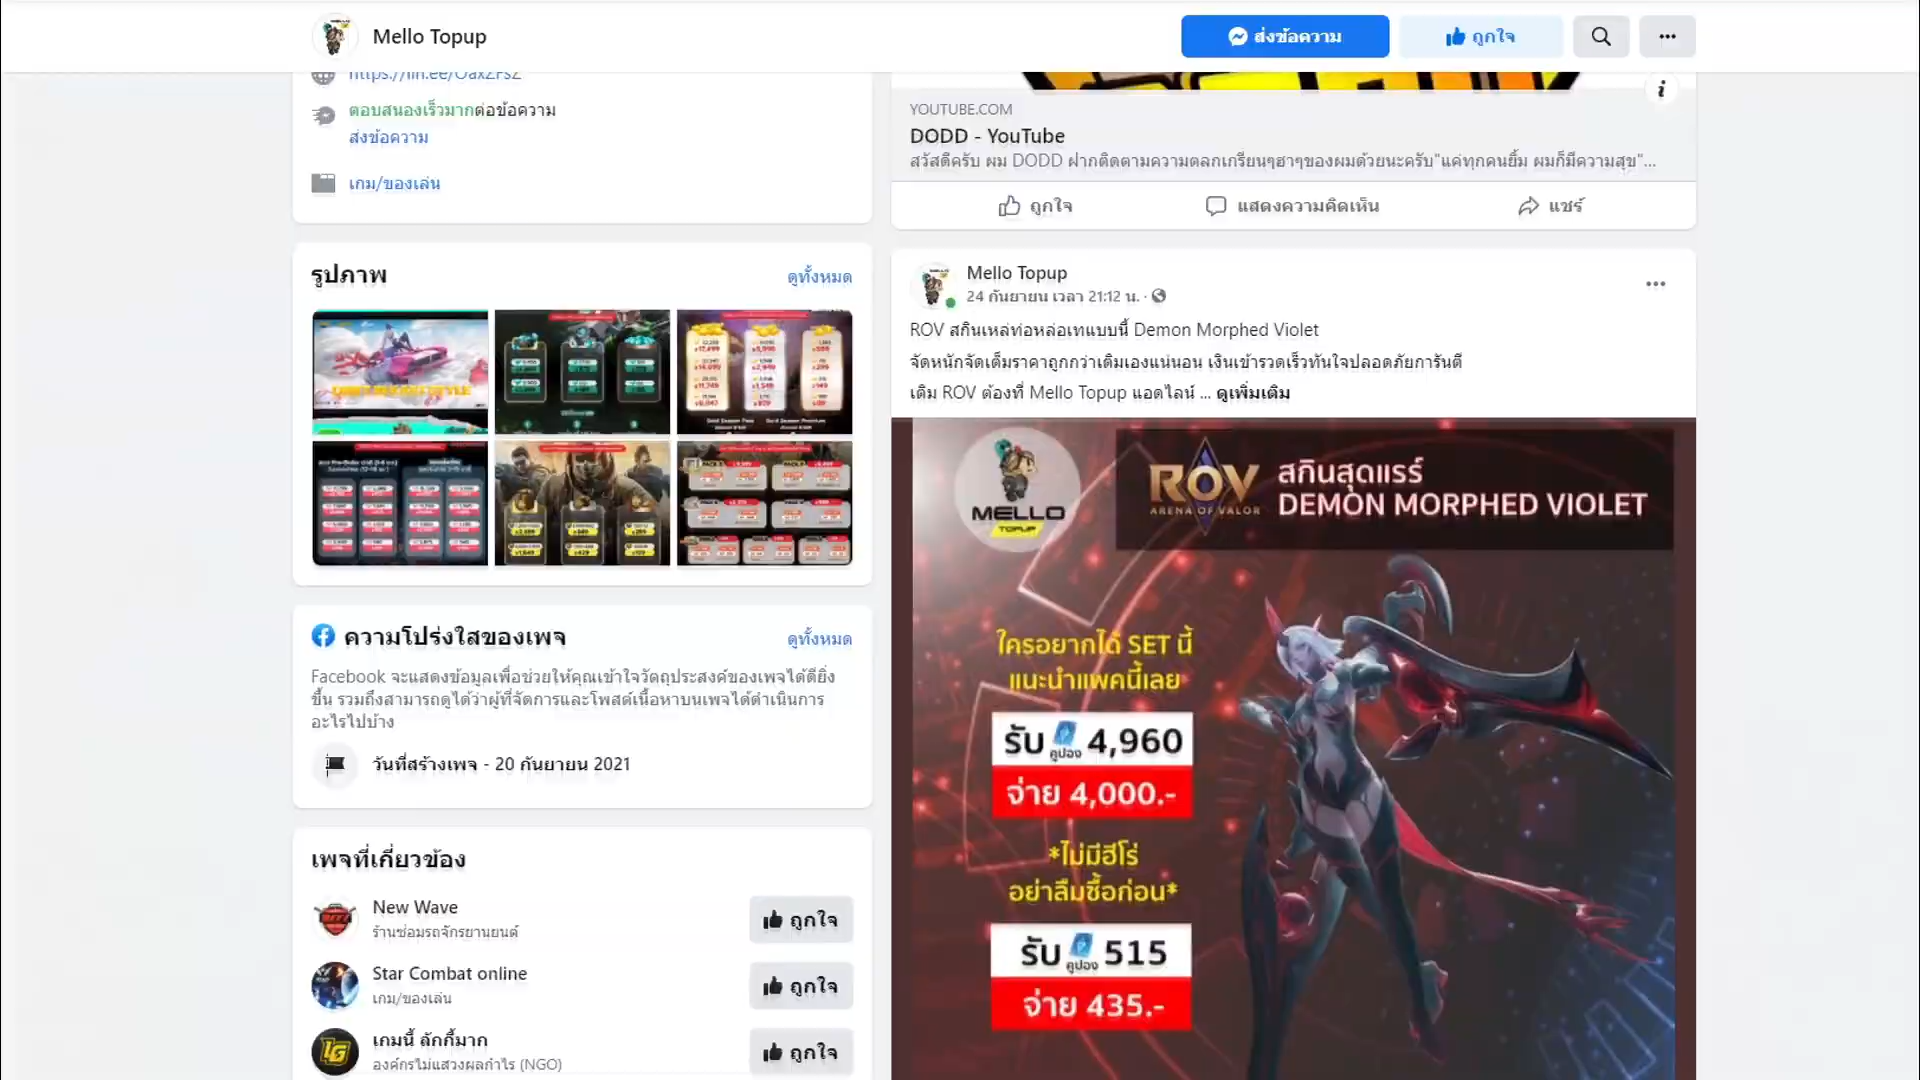 Mello Topup
ส่งข้อความ
ถูกใจ
https://lin.ee/OaxZFsZ
ตอบสนองเร็วมากต่อข้อความ
ส่งข้อความ
เกม/ของเล่น
รูปภาพ
ดูทั้งหมด
ความโปร่งใสของเพจ
ดูทั้งหมด
Facebook จะแสดงข้อมูลเพื่อช่วยให้คุณเข้าใจวัตถุประสงค์ของเพจได้ดียิ่ง
ขึ้น รวมถึงสามารถดูได้ว่าผู้ที่จัดการและโพสต์เนื้อหาบนเพจได้ดำเนินการ
อะไรไปบ้าง
วันที่สร้างเพจ - 20 กันยายน 2021
เพจที่เกี่ยวข้อง
New Wave
ร้านซ่อมรถจักรยานยนต์
ถูกใจ
Star Combat online
เกม/ของเล่น
ถูกใจ
เกมนี้ ลักกี้มาก
องค์กรไม่แสวงผลกำไร (NGO)
ถูกใจ
YOUTUBE.COM
DODD - YouTube
สวัสดีครับ ผม DODD ฝากติดตามความตลกเกรียนๆฮาๆของผมด้วยนะครับ"แค่ทุกคนยิ้ม ผมก็มีความสุข"...
ถูกใจ
แสดงความคิดเห็น
แชร์
Mello Topup
24 กันยายน เวลา 21:12 น. ·
ROV สกินเหล่ท่อหล่อเทแบบนี้ Demon Morphed Violet
จัดหนักจัดเต็มราคาถูกกว่าเติมเองแน่นอน เงินเข้ารวดเร็วทันใจปลอดภัยการันตี
เติม ROV ต้องที่ Mello Topup แอดไลน์ ... ดูเพิ่มเติม
MELLO
TOPUP
ROV
ARENA OF VALOR
สกินสุดแรร์
DEMON MORPHED VIOLET
ใครอยากได้ SET นี้
แนะนำแพคนี้เลย
รับ คูปอง 4,960
จ่าย 4,000.-
*ไม่มีฮีโร่
อย่าลืมซื้อก่อน*
รับ คูปอง 515
จ่าย 435.-